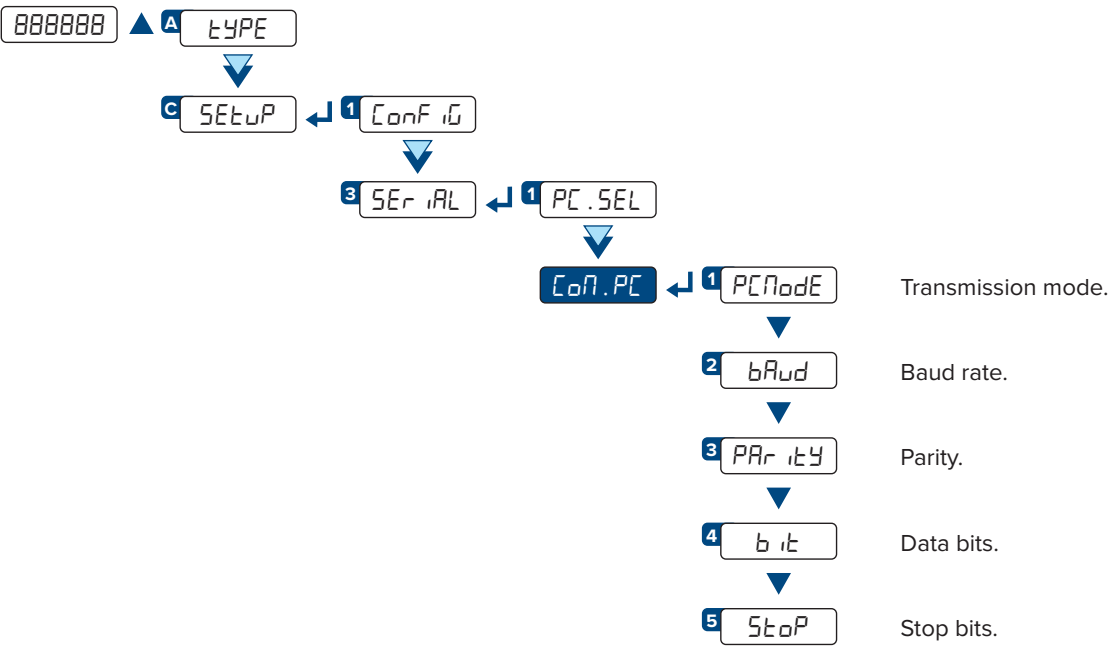 888888 A tYPE
C SEtuP 1 ConFiG
3 SEriAL 1 PC.SEL
CoM.PC 1 PCModE Transmission mode.
2 bAud Baud rate.
3 PAritY Parity.
4 bit Data bits.
5 StoP Stop bits.